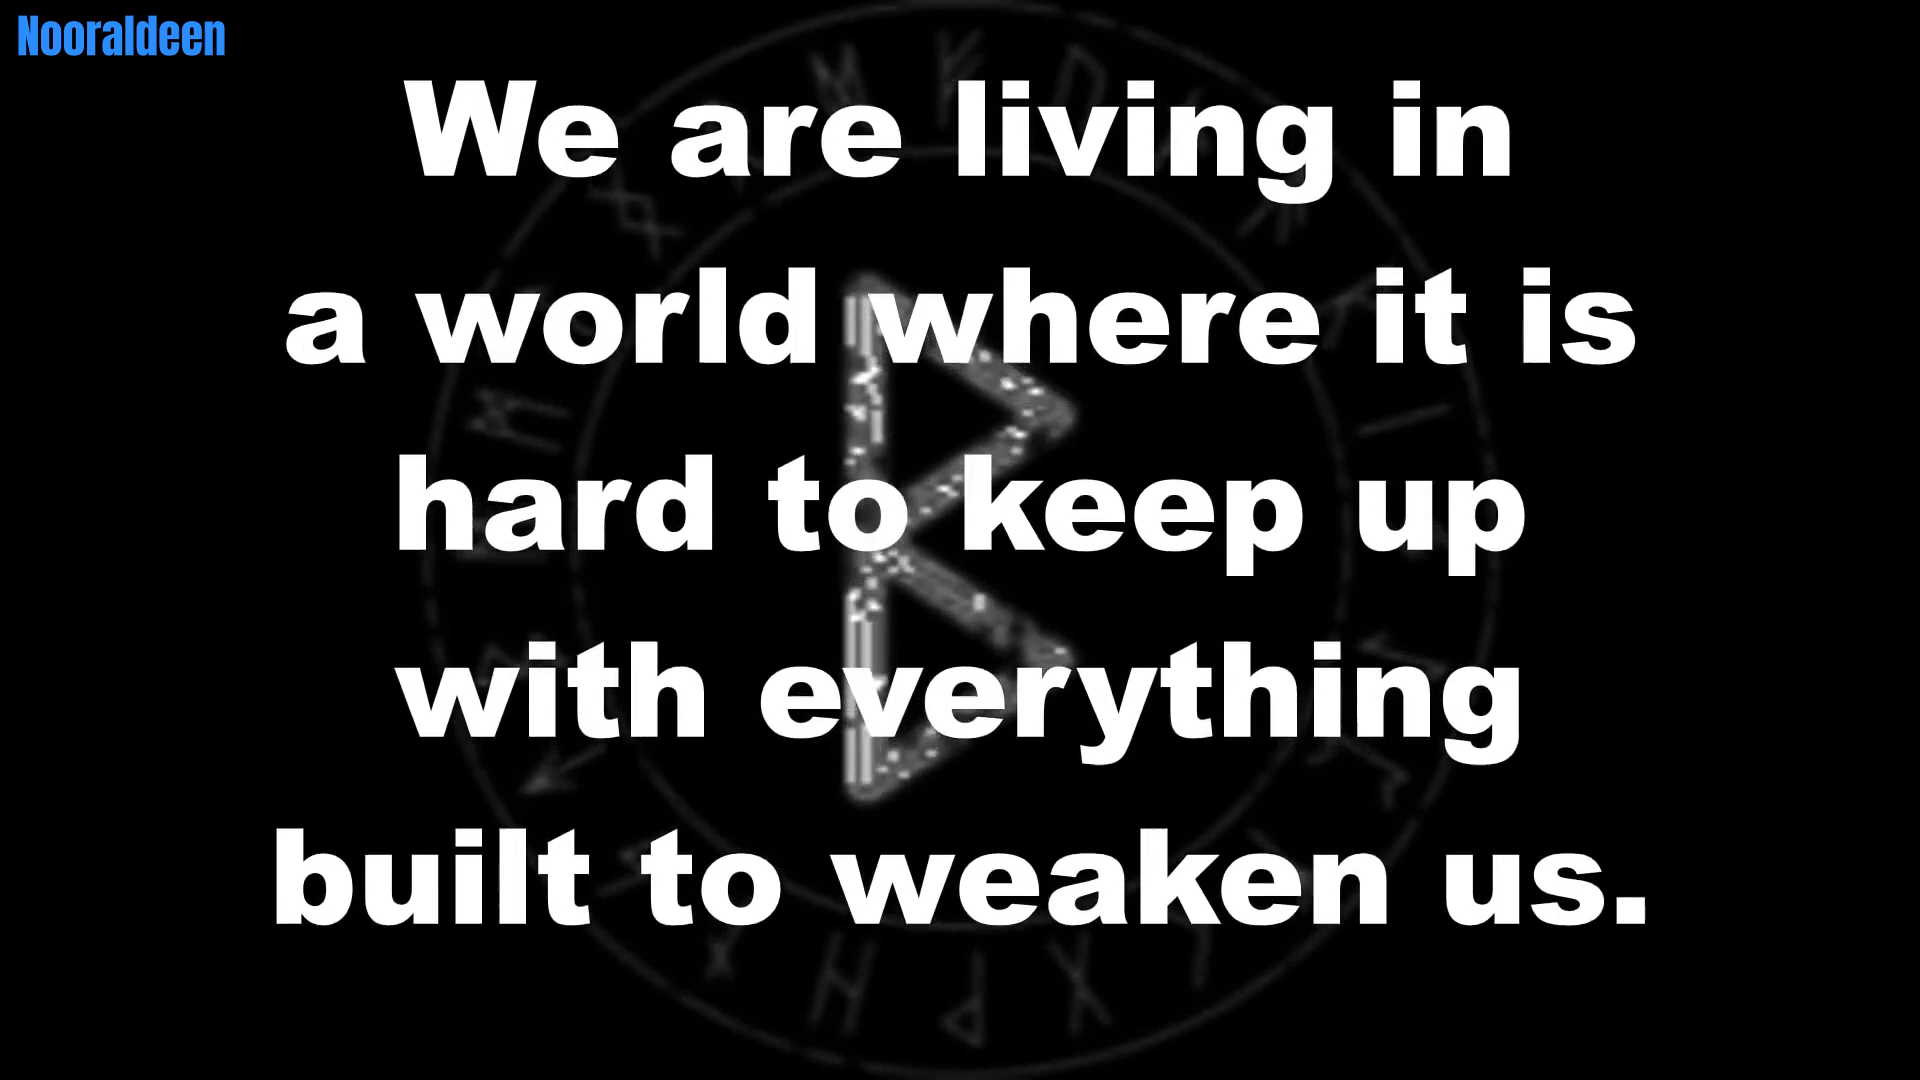 Nooraldeen
We are living in
a world where it is
hard to keep up
with everything
built to weaken us.